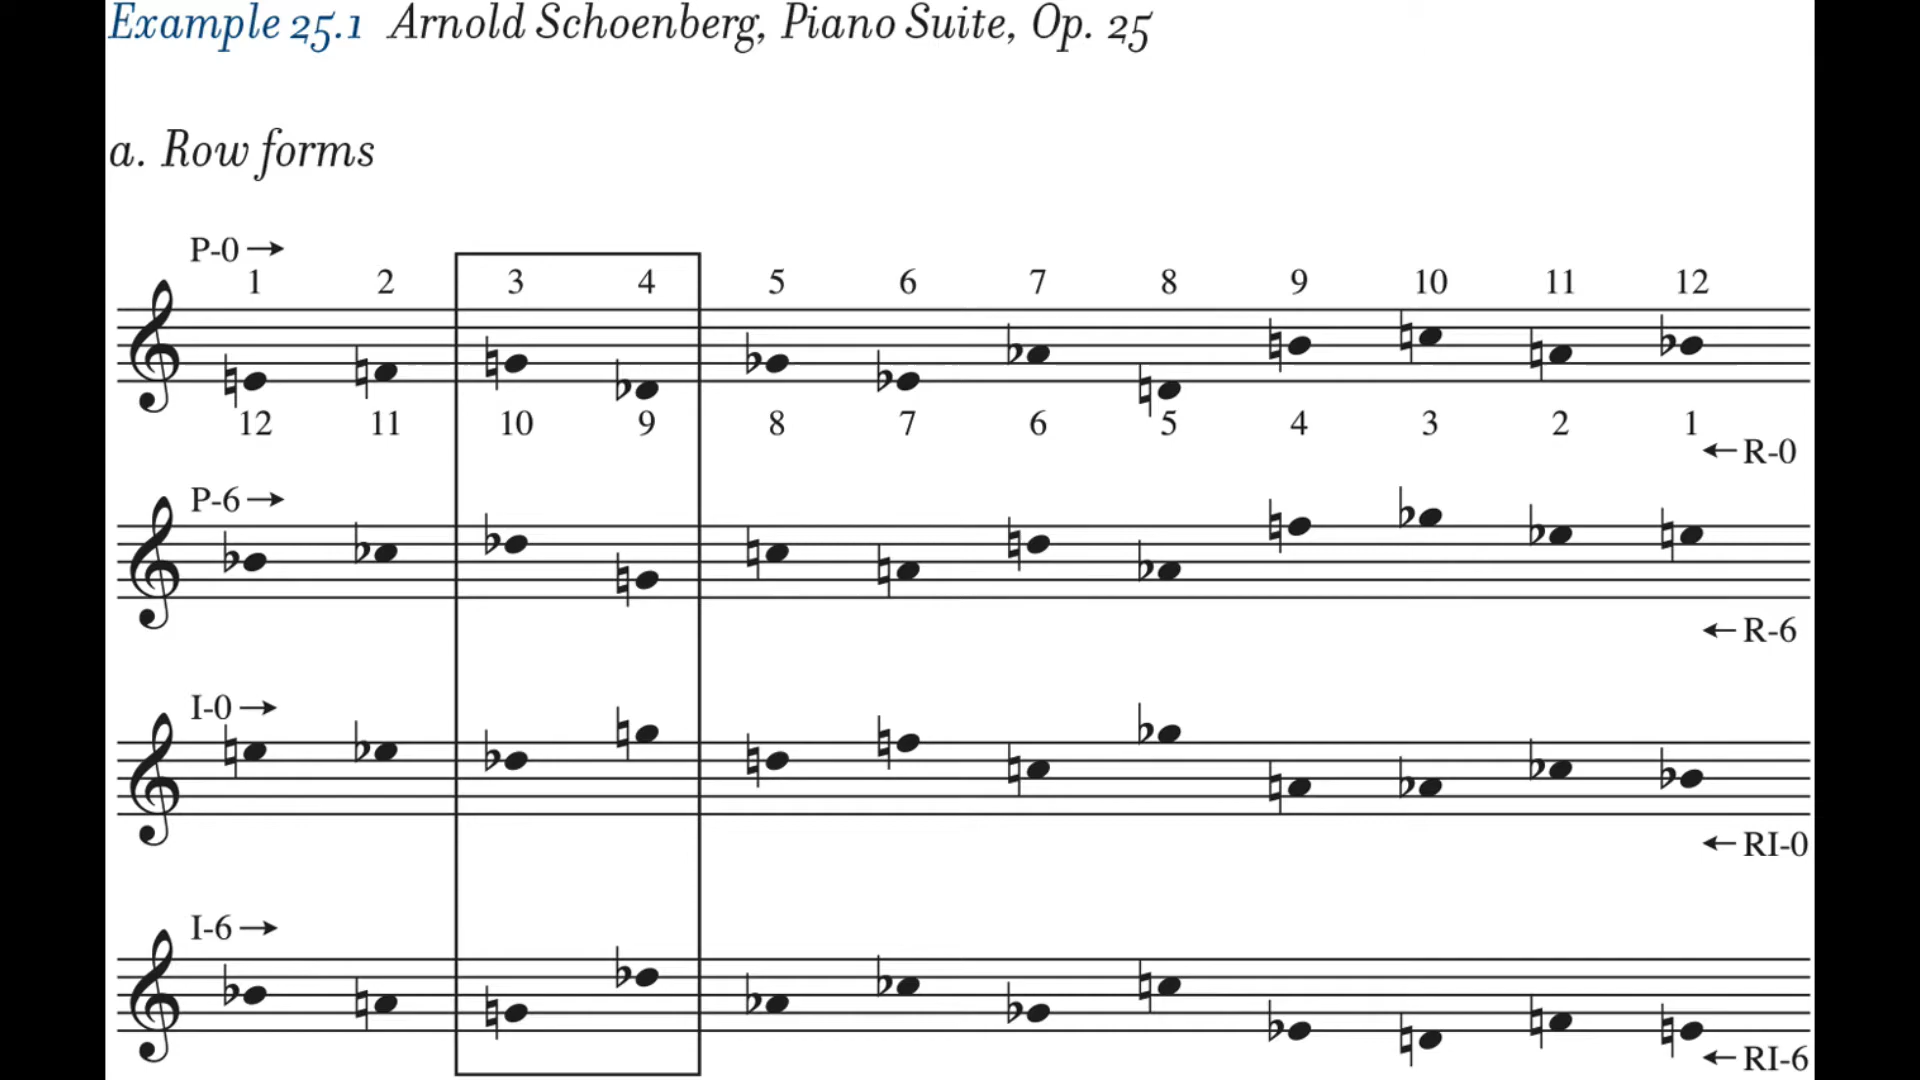 Example 25.1 Arnold Schoenberg, Piano Suite, Op. 25
a. Row forms
P-0 →
1 2 3 4 5 6 7 8 9 10 11 12
12 11 10 9 8 7 6 5 4 3 2 1
← R-0
P-6 →
← R-6
I-0 →
← RI-0
I-6 →
← RI-6